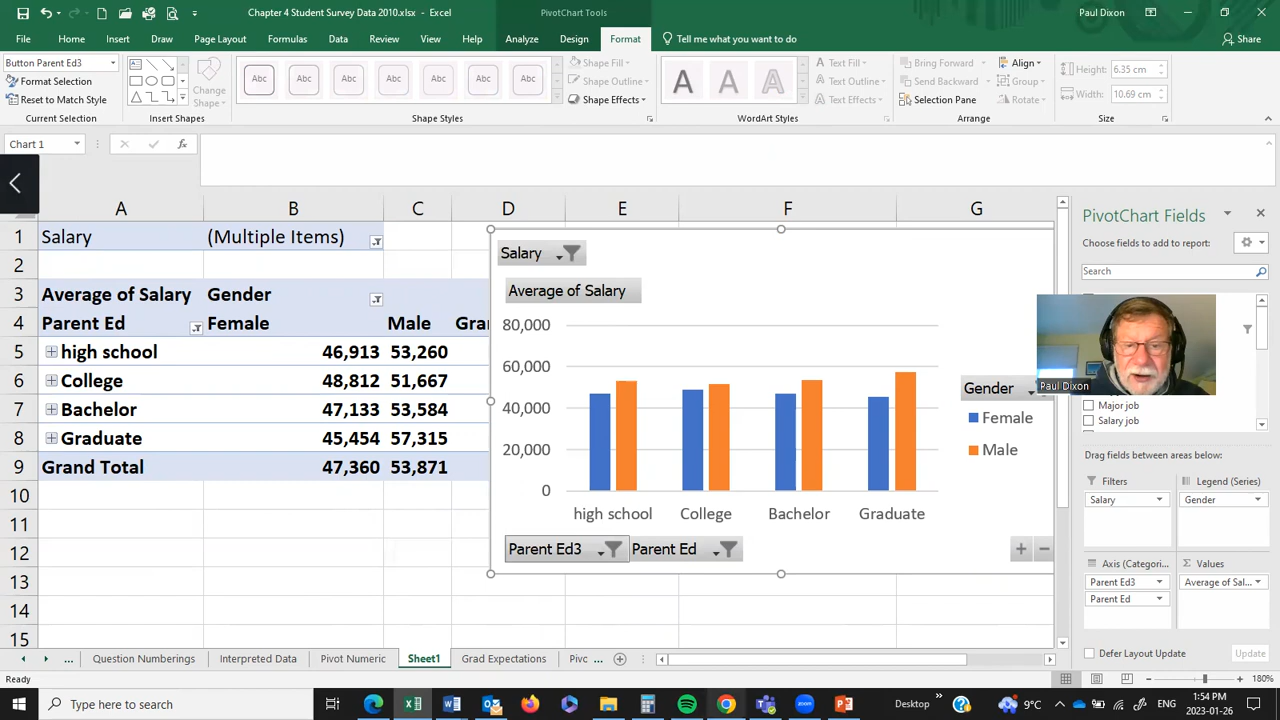 Chapter 4 Student Survey Data 2010.xlsx - Excel
PivotChart Tools
Paul Dixon
File Home Insert Draw Page Layout Formulas Data Review View Help Analyze Design Format Tell me what you want to do Share
Button Parent Ed3
Format Selection
Reset to Match Style
Current Selection
Change
Shape
Insert Shapes
Abc Abc Abc Abc Abc Abc Abc
Shape Fill
Shape Outline
Shape Effects
Shape Styles
A A A
Text Fill
Text Outline
Text Effects
WordArt Styles
Bring Forward
Send Backward
Selection Pane
Align
Group
Rotate
Arrange
Height: 6.35 cm
Width: 10.69 cm
Size
Chart 1
fx
A B C D E F G
1 Salary (Multiple Items)
2
3 Average of Salary Gender
4 Parent Ed Female Male Gra
5 high school 46,913 53,260
6 College 48,812 51,667
7 Bachelor 47,133 53,584
8 Graduate 45,454 57,315
9 Grand Total 47,360 53,871
10
11
12
13
14
15
Salary
Average of Salary
80,000
60,000
40,000
20,000
0
high school College Bachelor Graduate
Gender
Female
Male
Parent Ed3 Parent Ed
PivotChart Fields
Choose fields to add to report:
Search
Paul Dixon
Major job
Salary job
Drag fields between areas below:
Filters
Legend (Series)
Salary
Gender
Axis (Categori...
Σ Values
Parent Ed3
Average of Sal...
Parent Ed
Defer Layout Update Update
... Question Numberings Interpreted Data Pivot Numeric Sheet1 Grad Expectations Pivc ...
Ready
180%
Type here to search
Desktop
9°C
ENG
1:54 PM
2023-01-26